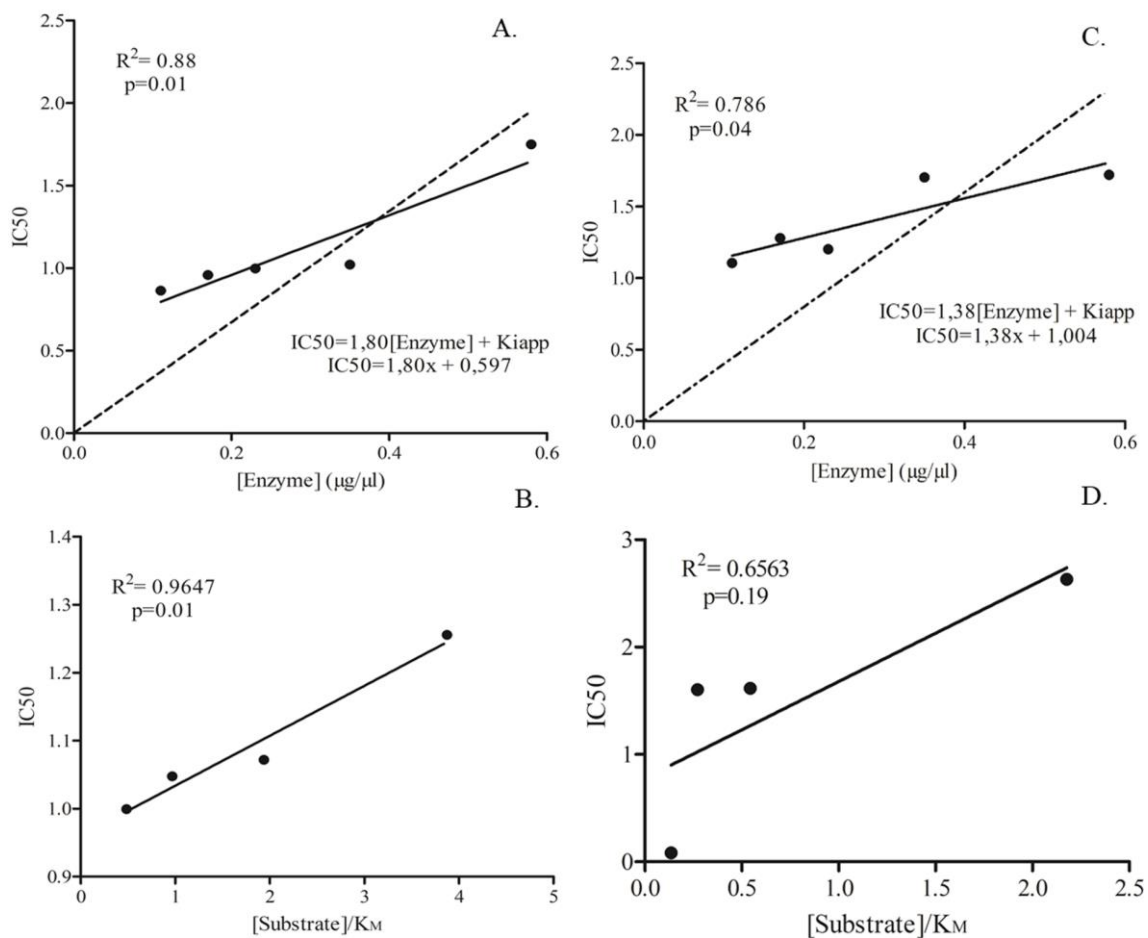 A.
R²= 0.88
p=0.01
2.5
2.0
1.5
1.0
0.5
0.0
IC50
IC50=1,80[Enzyme] + Kiapp
IC50=1,80x + 0,597
0.0 0.2 0.4 0.6
[Enzyme] (µg/µl)
C.
R²= 0.786
p=0.04
2.5
2.0
1.5
1.0
0.5
0.0
IC50
IC50=1,38[Enzyme] + Kiapp
IC50=1,38x + 1,004
0.0 0.2 0.4 0.6
[Enzyme] (µg/µl)
B.
R²= 0.9647
p=0.01
1.4
1.3
1.2
1.1
1.0
0.9
IC50
0 1 2 3 4 5
[Substrate]/KM
D.
R²= 0.6563
p=0.19
3
2
1
0
IC50
0.0 0.5 1.0 1.5 2.0 2.5
[Substrate]/KM